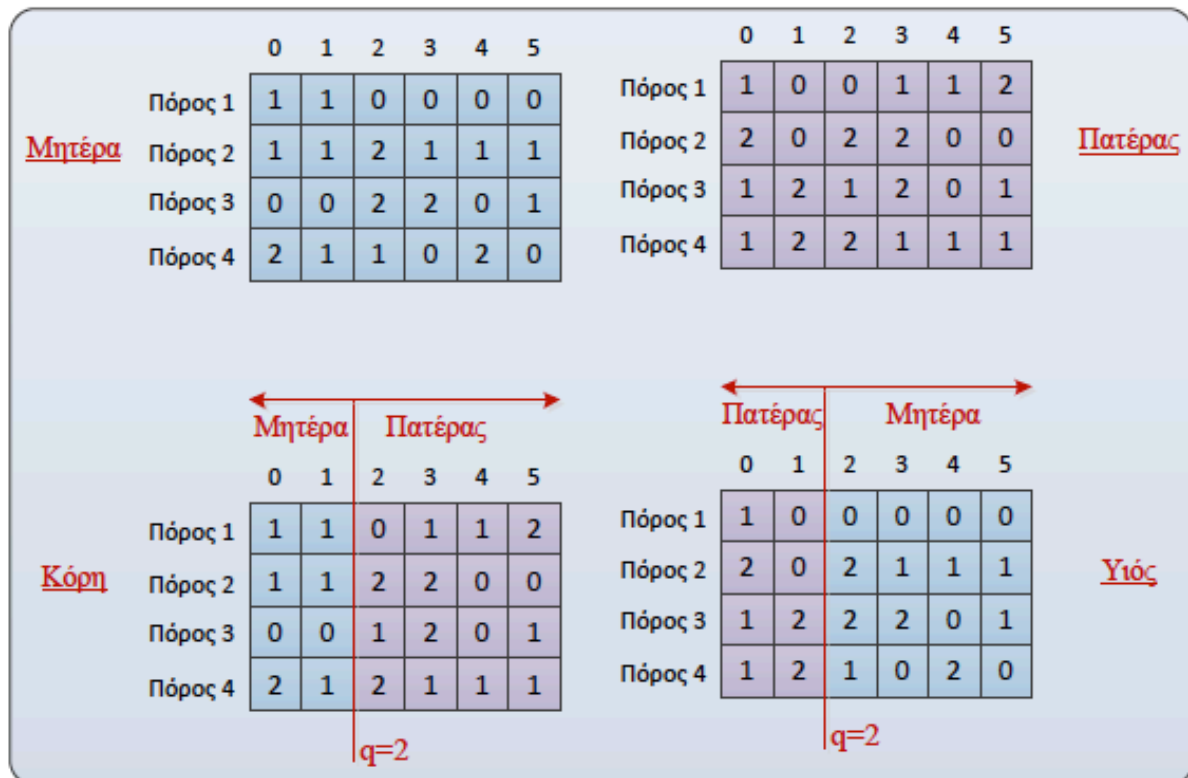 0 1 2 3 4 5
Πόρος 1 1 1 0 0 0 0
Πόρος 2 1 1 2 1 1 1
Πόρος 3 0 0 2 2 0 1
Πόρος 4 2 1 1 0 2 0
Μητέρα
0 1 2 3 4 5
Πόρος 1 1 0 0 1 1 2
Πόρος 2 2 0 2 2 0 0
Πόρος 3 1 2 1 2 0 1
Πόρος 4 1 2 2 1 1 1
Πατέρας
Μητέρα Πατέρας
0 1 2 3 4 5
Πόρος 1 1 1 0 1 1 2
Πόρος 2 1 1 2 2 0 0
Πόρος 3 0 0 1 2 0 1
Πόρος 4 2 1 2 1 1 1
Κόρη
q=2
Πατέρας Μητέρα
0 1 2 3 4 5
Πόρος 1 1 0 0 0 0 0
Πόρος 2 2 0 2 1 1 1
Πόρος 3 1 2 2 2 0 1
Πόρος 4 1 2 1 0 2 0
Υιός
q=2